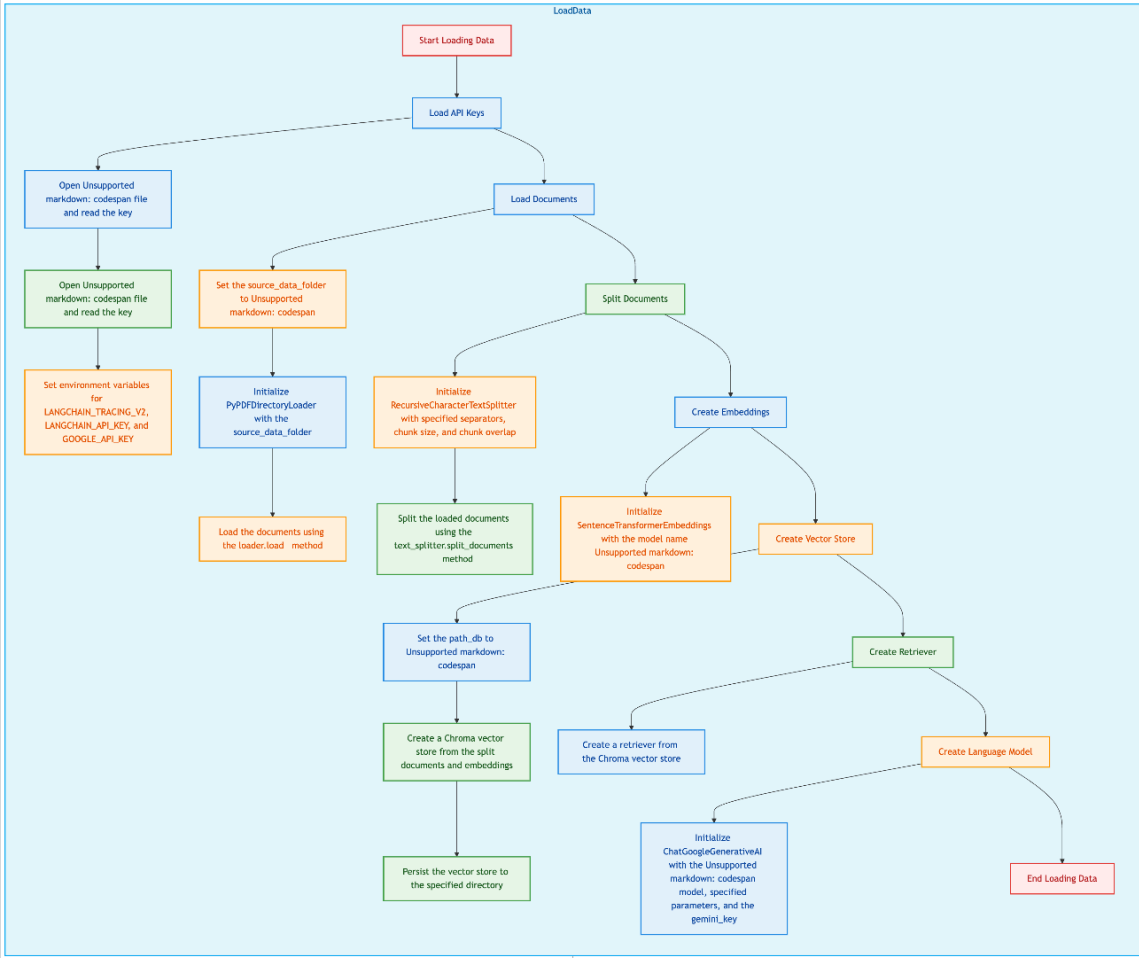 LoadData
Start Loading Data
Load API Keys
Open Unsupported
markdown: codespan file
and read the key
Load Documents
Open Unsupported
markdown: codespan file
and read the key
Set the source_data_folder
to Unsupported
markdown: codespan
Split Documents
Set environment variables
for
LANGCHAIN_TRACING_V2,
LANGCHAIN_API_KEY, and
GOOGLE_API_KEY
Initialize
PyPDFDirectoryLoader
with the
source_data_folder
Initialize
RecursiveCharacterTextSplitter
with specified separators,
chunk size, and chunk overlap
Create Embeddings
Load the documents using
the loader.load method
Split the loaded documents
using the
text_splitter.split_documents
method
Initialize
SentenceTransformerEmbeddings
with the model name
Unsupported markdown:
codespan
Create Vector Store
Set the path_db to
Unsupported markdown:
codespan
Create Retriever
Create a Chroma vector
store from the split
documents and embeddings
Create a retriever from
the Chroma vector store
Create Language Model
Persist the vector store to
the specified directory
Initialize
ChatGoogleGenerativeAI
with the Unsupported
markdown: codespan
model, specified
parameters, and the
gemini_key
End Loading Data